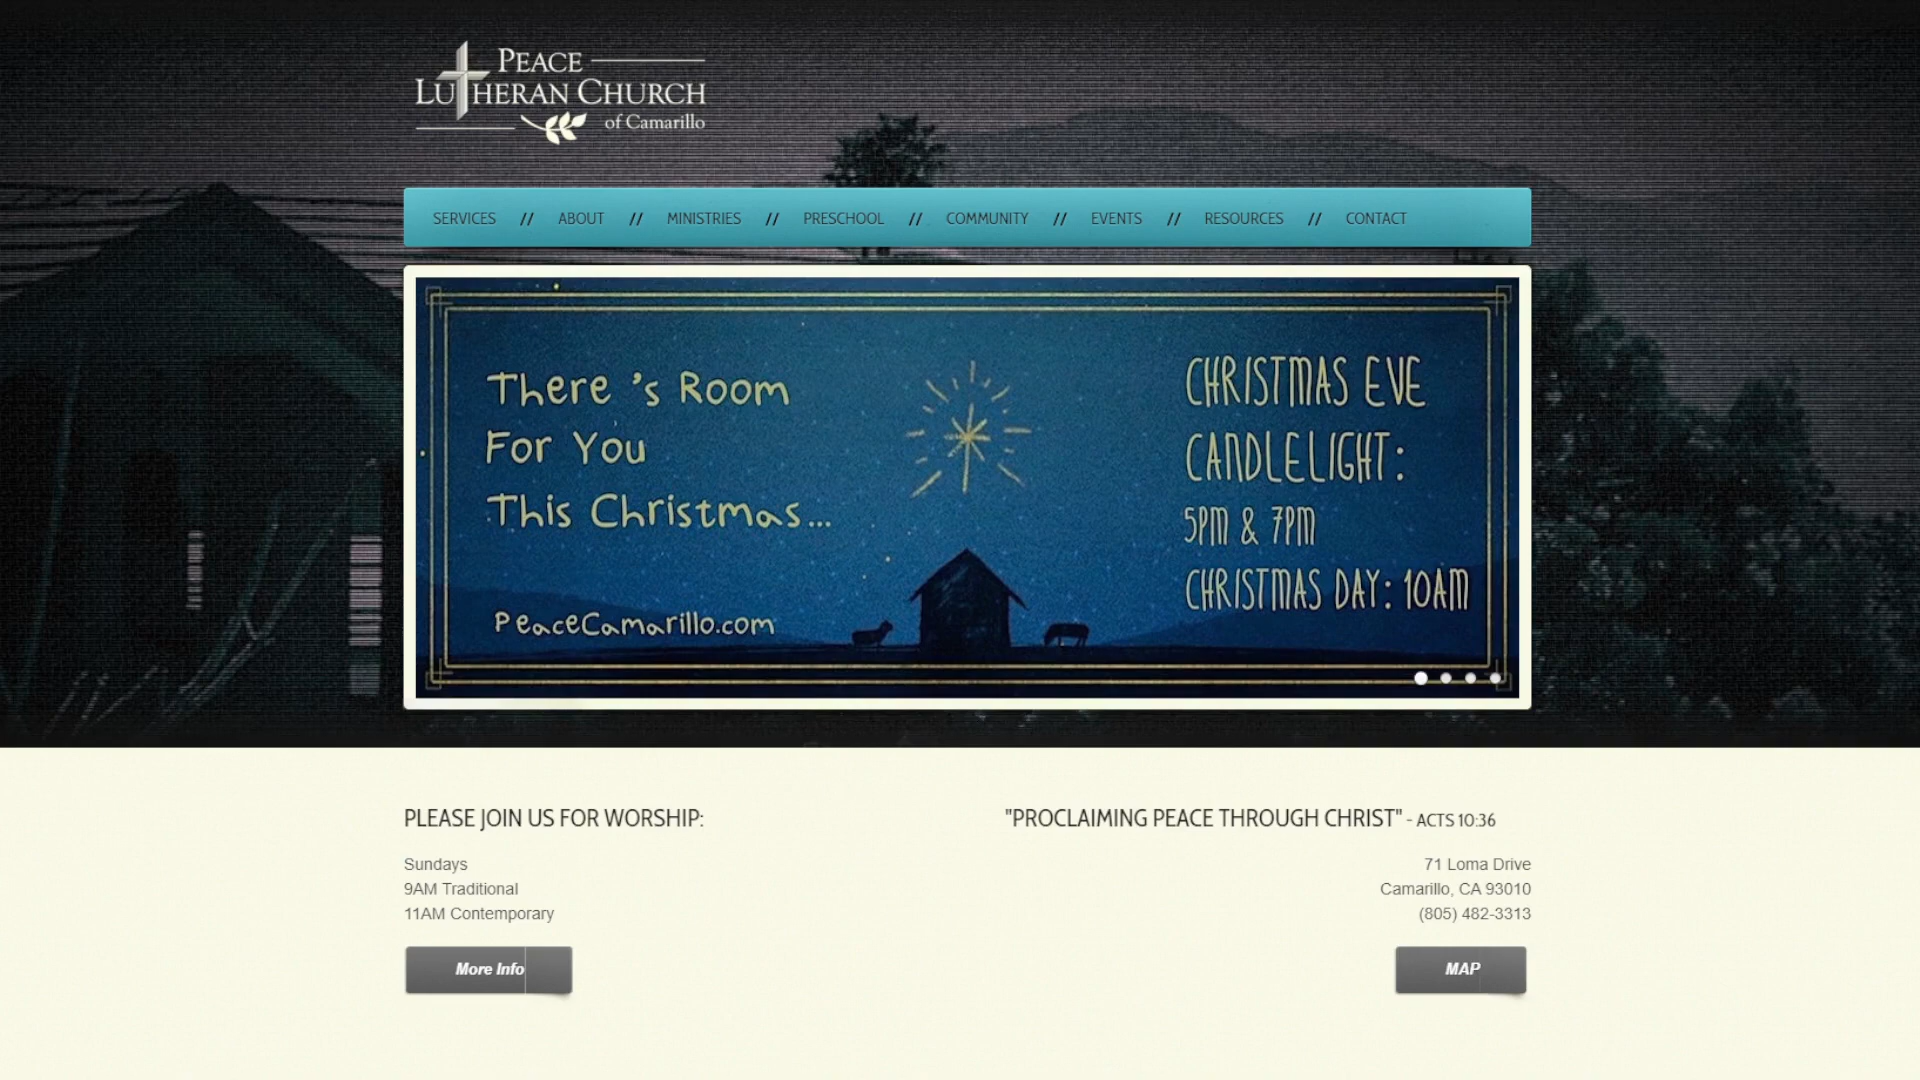 PEACE
LUTHERAN CHURCH
of Camarillo
SERVICES // ABOUT // MINISTRIES // PRESCHOOL // COMMUNITY // EVENTS // RESOURCES // CONTACT
There 's Room
For You
This Christmas...
PeaceCamarillo.com
CHRISTMAS EVE
CANDLELIGHT:
5PM & 7PM
CHRISTMAS DAY: 10AM
PLEASE JOIN US FOR WORSHIP:
Sundays
9AM Traditional
11AM Contemporary
More Info
"PROCLAIMING PEACE THROUGH CHRIST" - ACTS 10:36
71 Loma Drive
Camarillo, CA 93010
(805) 482-3313
MAP